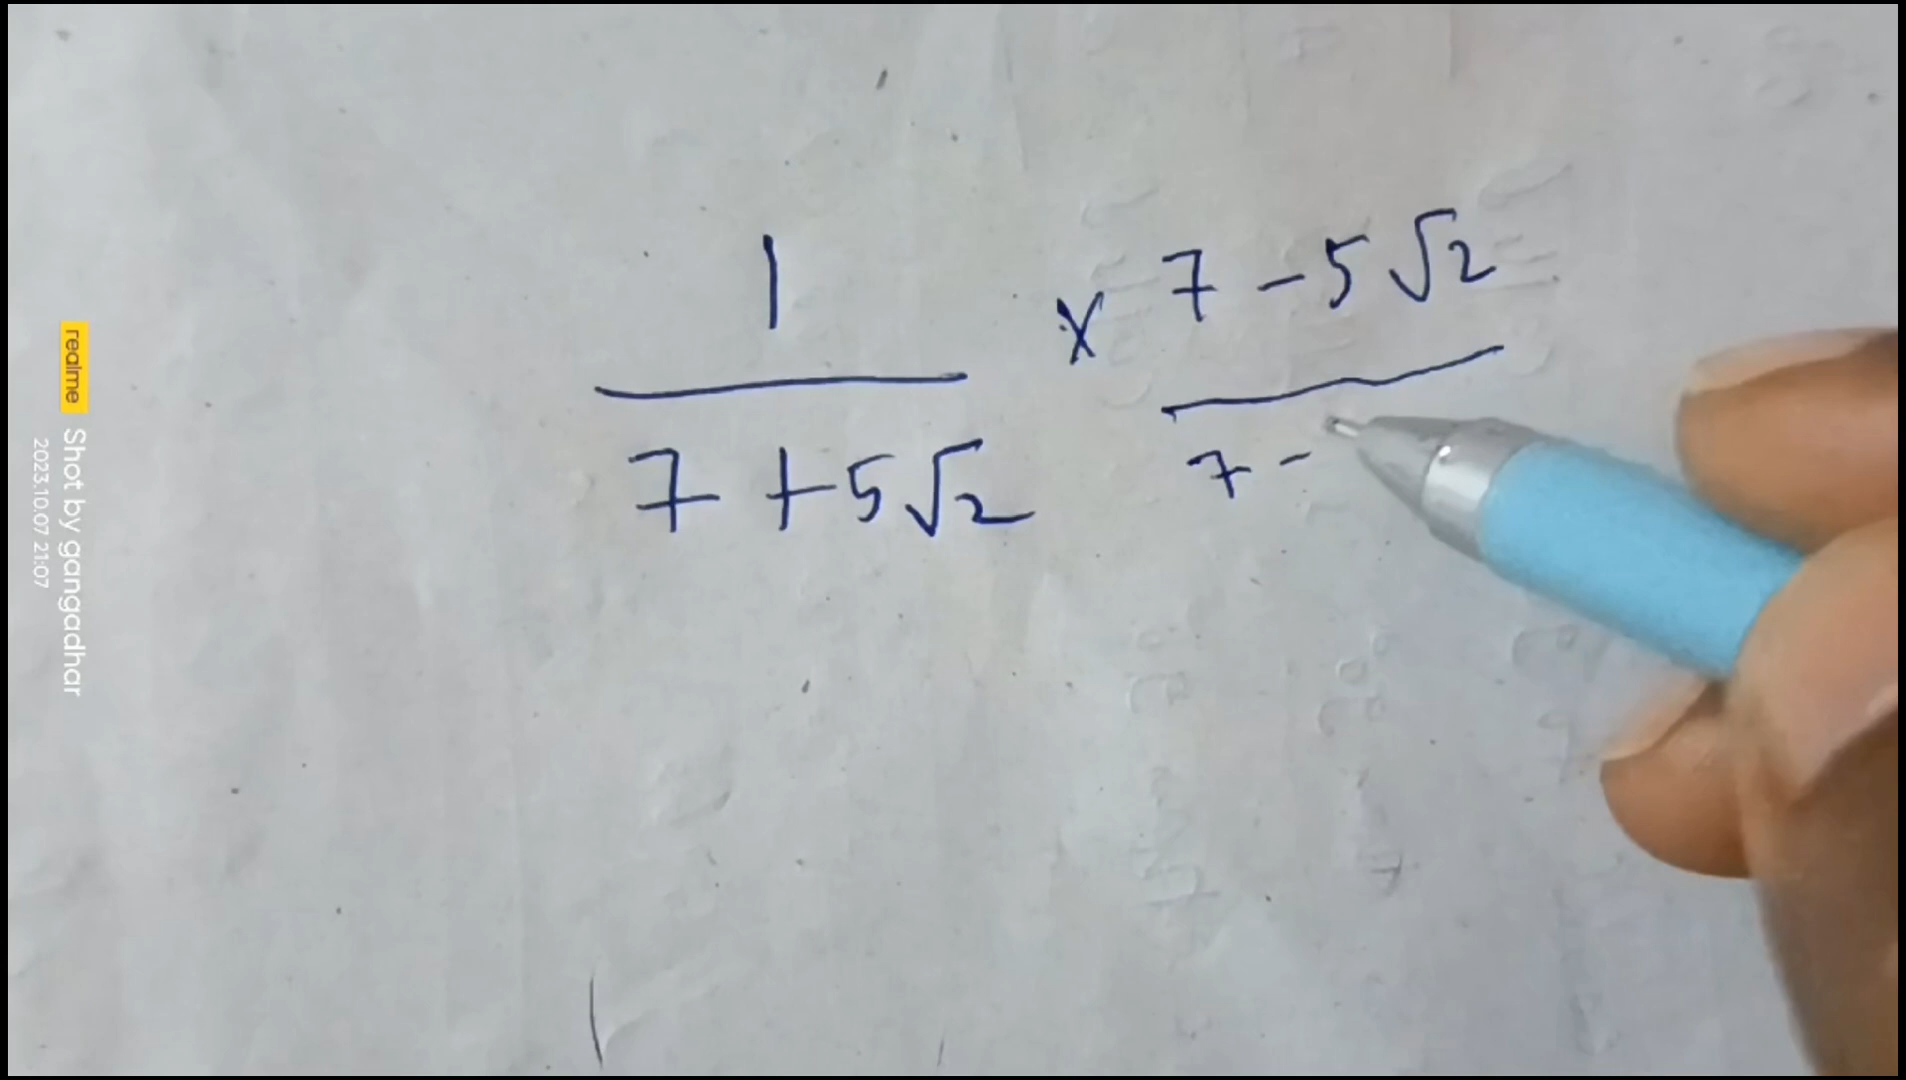 1 × 7 - 5 √2
7 + 5 √2 7 -
realme Shot by gangadhar
2023.10.07 21:07